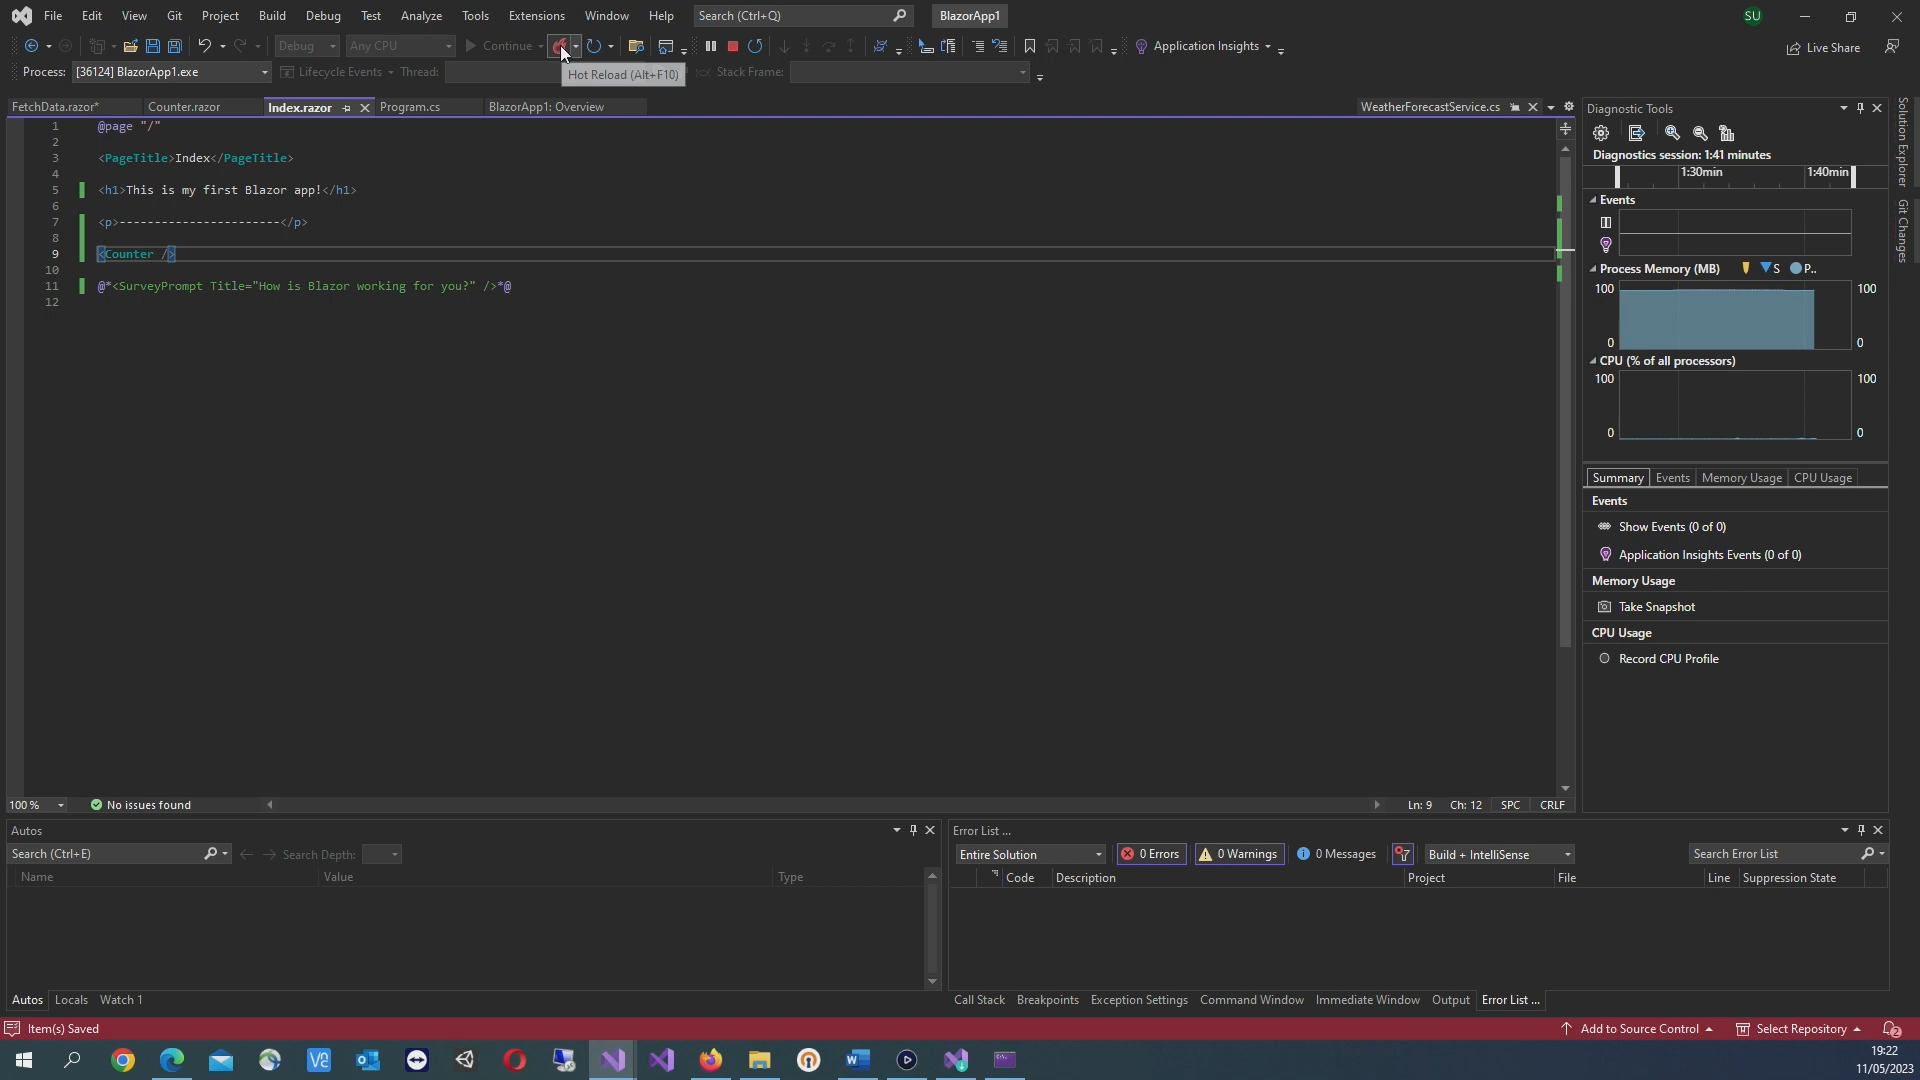 File Edit View Git Project Build Debug Test Analyze Tools Extensions Window Help Search (Ctrl+Q) BlazorApp1 SU
Debug Any CPU Continue Application Insights Live Share
Process: [36124] BlazorApp1.exe Lifecycle Events Thread: Stack Frame:
Hot Reload (Alt+F10)
FetchData.razor* Counter.razor Index.razor Program.cs BlazorApp1: Overview WeatherForecastService.cs
1 @page "/"
2
3 <PageTitle>Index</PageTitle>
4
5 <h1>This is my first Blazor app!</h1>
6
7 <p>-----------------------</p>
8
9 <Counter />
10
11 @*<SurveyPrompt Title="How is Blazor working for you?" />*@
12
100 % No issues found Ln: 9 Ch: 12 SPC CRLF
Diagnostic Tools
Diagnostics session: 1:41 minutes
1:30min 1:40min
Events
Process Memory (MB) S P..
100 100
0 0
CPU (% of all processors)
100 100
0 0
Summary Events Memory Usage CPU Usage
Events
Show Events (0 of 0)
Application Insights Events (0 of 0)
Memory Usage
Take Snapshot
CPU Usage
Record CPU Profile
Solution Explorer
Git Changes
Autos
Search (Ctrl+E) Search Depth:
Name Value Type
Autos Locals Watch 1
Error List ...
Entire Solution 0 Errors 0 Warnings 0 Messages Build + IntelliSense Search Error List
Code Description Project File Line Suppression State
Call Stack Breakpoints Exception Settings Command Window Immediate Window Output Error List ...
Item(s) Saved Add to Source Control Select Repository 2
19:22
11/05/2023